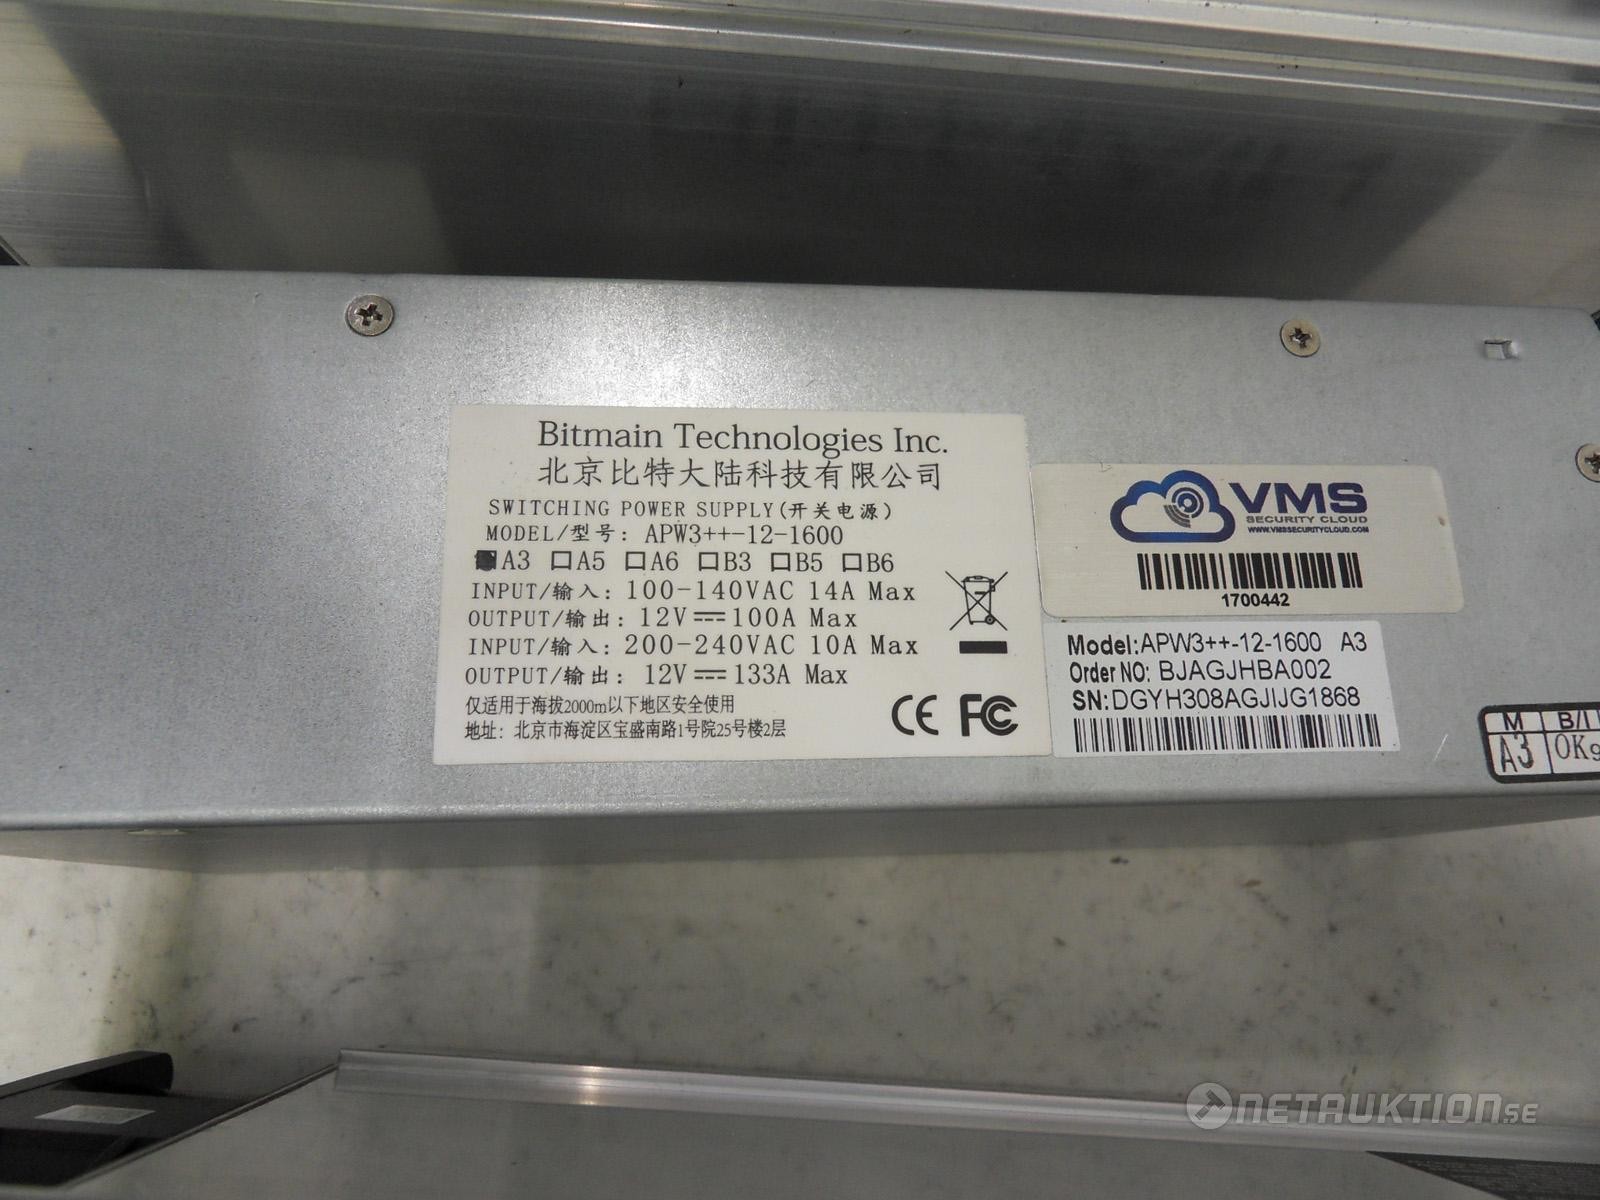 Bitmain Technologies Inc.
北京比特大陆科技有限公司
SWITCHING POWER SUPPLY(开关电源)
MODEL/型号: APW3++-12-1600
A3 □A5 □A6 □B3 □B5 □B6
INPUT/输入: 100-140VAC 14A Max
OUTPUT/输出: 12V 100A Max
INPUT/输入: 200-240VAC 10A Max
OUTPUT/输出: 12V 133A Max
仅适用于海拔2000m以下地区安全使用
地址: 北京市海淀区宝盛南路1号院25号楼2层
CE FC
VMS
SECURITY CLOUD
WWW.VMSSECURITYCLOUD.COM
1700442
Model:APW3++-12-1600 A3
Order NO: BJAGJHBA002
SN:DGYH308AGJIJG1868
M B/I
A3 OK9
NETAUKTION.SE